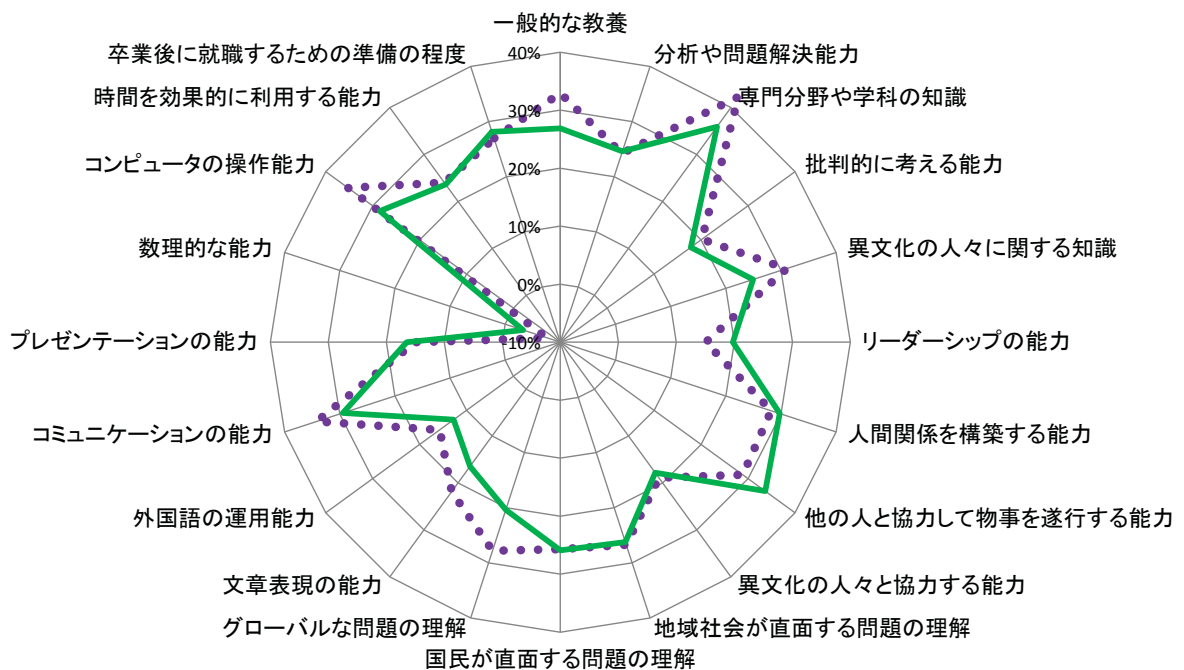 一般的な教養
分析や問題解決能力
専門分野や学科の知識
批判的に考える能力
異文化の人々に関する知識
リーダーシップの能力
人間関係を構築する能力
他の人と協力して物事を遂行する能力
異文化の人々と協力する能力
地域社会が直面する問題の理解
国民が直面する問題の理解
グローバルな問題の理解
文章表現の能力
外国語の運用能力
コミュニケーションの能力
プレゼンテーションの能力
数理的な能力
コンピュータの操作能力
時間を効果的に利用する能力
卒業後に就職するための準備の程度
40%
30%
20%
10%
0%
-10%